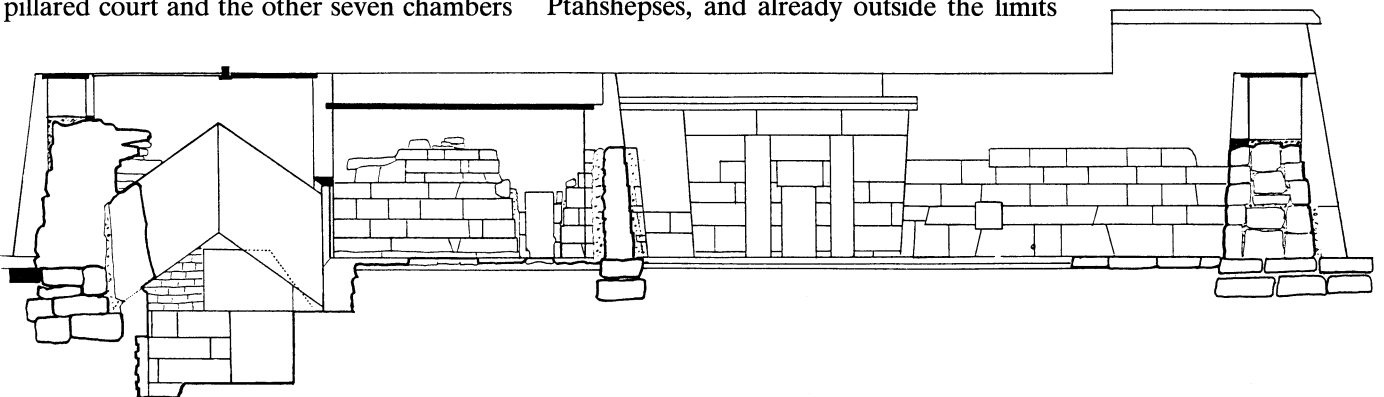 pillared court and the other seven chambers
Ptahshepses, and already outside the limits